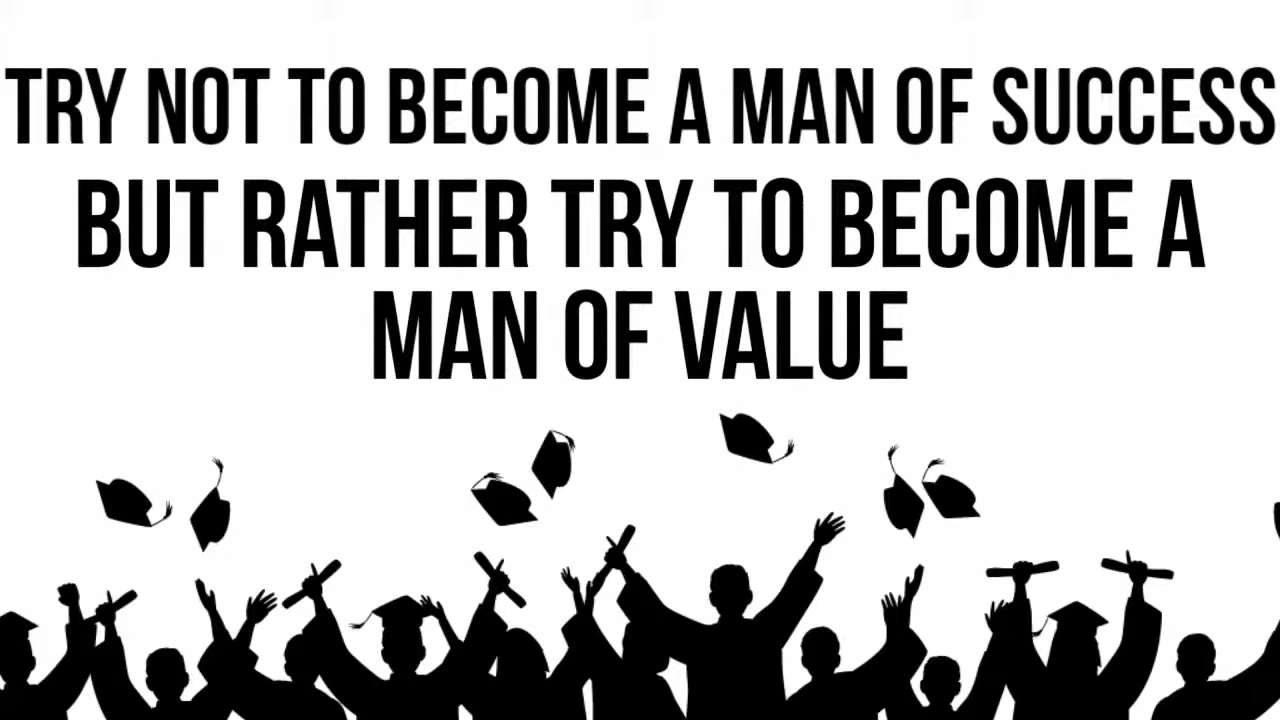 TRY NOT TO BECOME A MAN OF SUCCESS
BUT RATHER TRY TO BECOME A
MAN OF VALUE